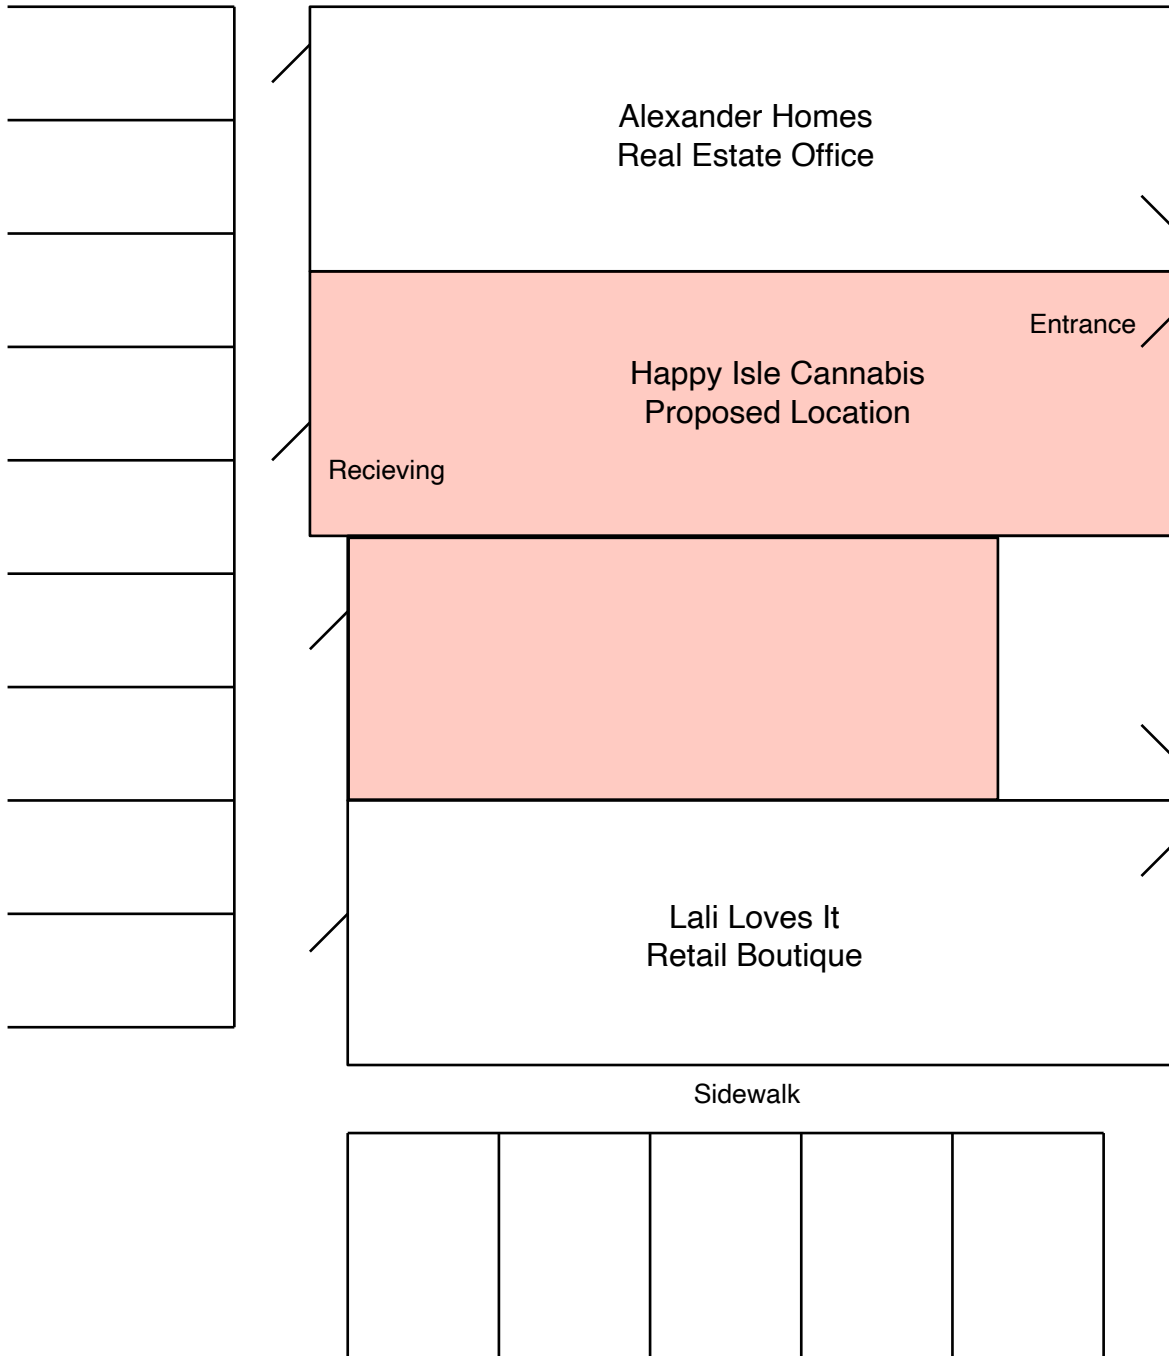 Alexander Homes
Real Estate Office
Entrance
Happy Isle Cannabis
Proposed Location
Recieving
Lali Loves It
Retail Boutique
Sidewalk